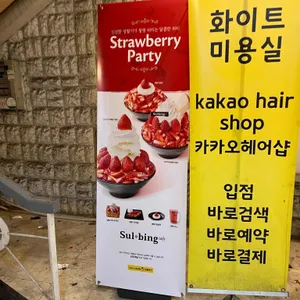 Strawberry
Party
Sul•bing
화이트
미용실
kakao hair
shop
카카오헤어샵
입점
바로검색
바로예약
바로결제